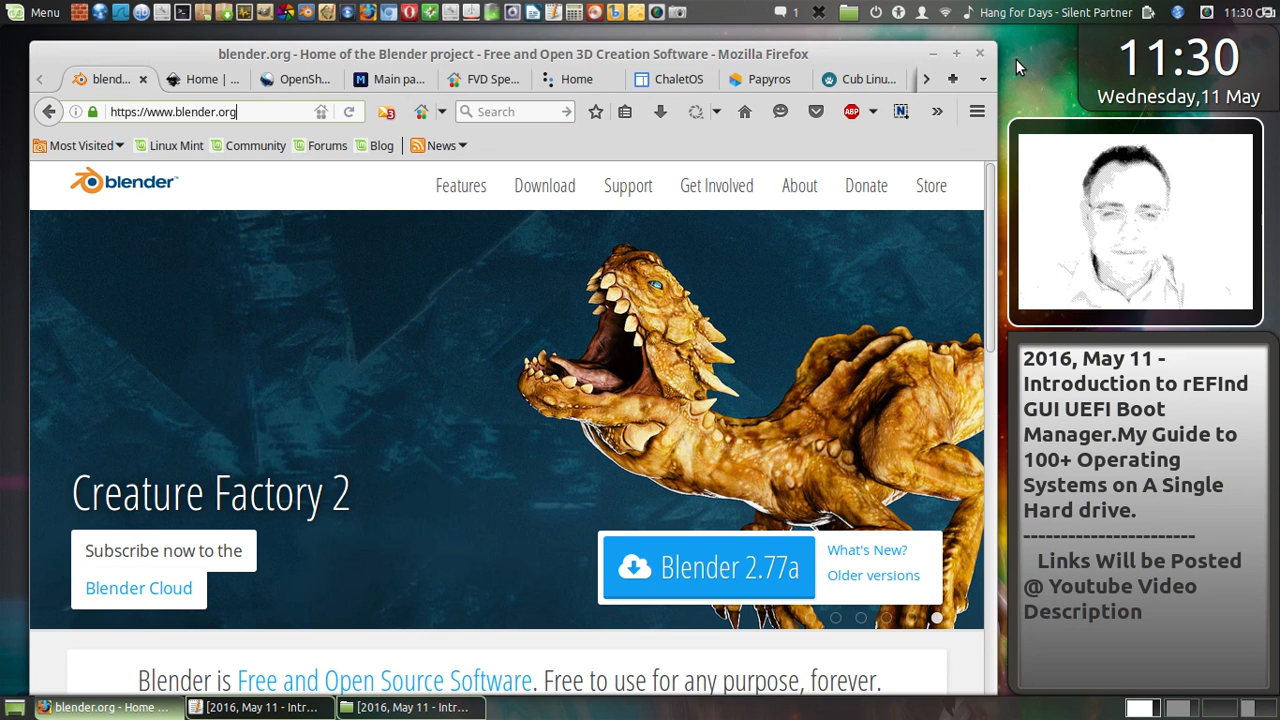 Menu
1
Hang for Days - Silent Partner
11:30
blender.org - Home of the Blender project - Free and Open 3D Creation Software - Mozilla Firefox
blend...
Home | ...
OpenSh...
Main pa...
FVD Spe...
Home
ChaletOS
Papyros
Cub Linu...
https://www.blender.org
3
Search
ABP
N
Most Visited
Linux Mint
Community
Forums
Blog
News
blender
Features
Download
Support
Get Involved
About
Donate
Store
Creature Factory 2
Subscribe now to the
Blender Cloud
Blender 2.77a
What's New?
Older versions
Blender is Free and Open Source Software. Free to use for any purpose, forever.
11:30
Wednesday,11 May
2016, May 11 -
Introduction to rEFInd
GUI UEFI Boot
Manager.My Guide to
100+ Operating
Systems on A Single
Hard drive.
-----------------------
Links Will be Posted
@ Youtube Video
Description
blender.org - Home ...
[2016, May 11 - Intr...
[2016, May 11 - Intr...